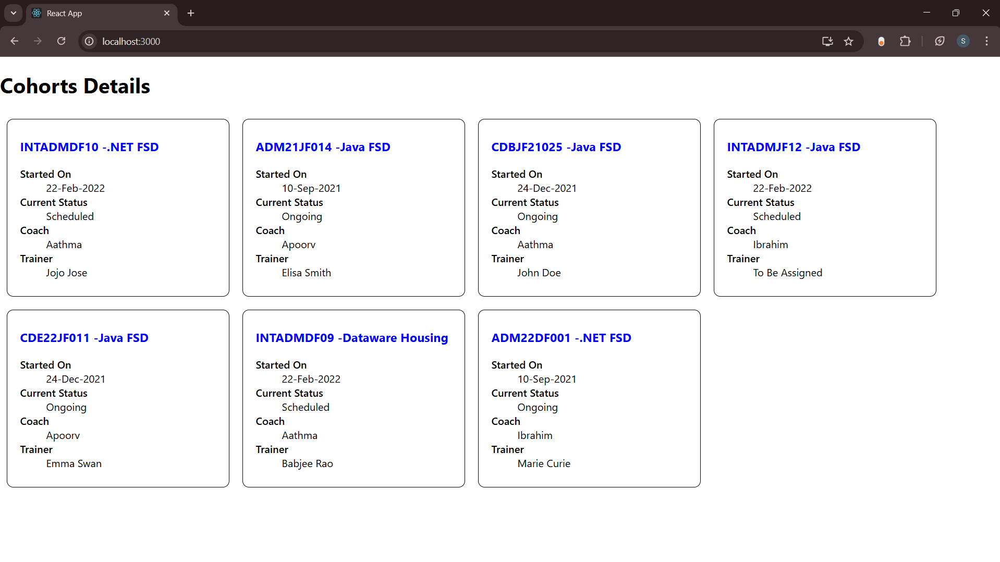 React App
localhost:3000
S
Cohorts Details
INTADMDF10 -.NET FSD
Started On
22-Feb-2022
Current Status
Scheduled
Coach
Aathma
Trainer
Jojo Jose
ADM21JF014 -Java FSD
Started On
10-Sep-2021
Current Status
Ongoing
Coach
Apoorv
Trainer
Elisa Smith
CDBJF21025 -Java FSD
Started On
24-Dec-2021
Current Status
Ongoing
Coach
Aathma
Trainer
John Doe
INTADMJF12 -Java FSD
Started On
22-Feb-2022
Current Status
Scheduled
Coach
Ibrahim
Trainer
To Be Assigned
CDE22JF011 -Java FSD
Started On
24-Dec-2021
Current Status
Ongoing
Coach
Apoorv
Trainer
Emma Swan
INTADMDF09 -Dataware Housing
Started On
22-Feb-2022
Current Status
Scheduled
Coach
Aathma
Trainer
Babjee Rao
ADM22DF001 -.NET FSD
Started On
10-Sep-2021
Current Status
Ongoing
Coach
Ibrahim
Trainer
Marie Curie